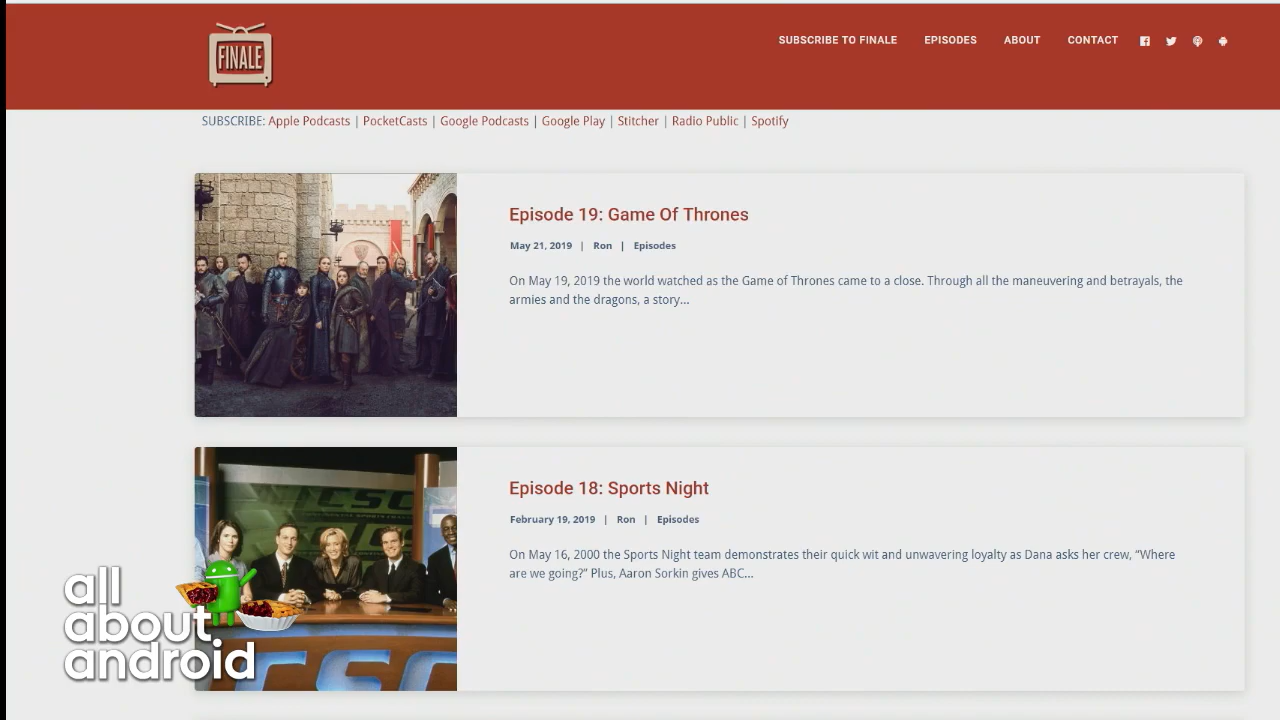 FINALE
SUBSCRIBE TO FINALE EPISODES ABOUT CONTACT
SUBSCRIBE: Apple Podcasts | PocketCasts | Google Podcasts | Google Play | Stitcher | Radio Public | Spotify
Episode 19: Game Of Thrones
May 21, 2019 | Ron | Episodes
On May 19, 2019 the world watched as the Game of Thrones came to a close. Through all the maneuvering and betrayals, the
armies and the dragons, a story...
Episode 18: Sports Night
February 19, 2019 | Ron | Episodes
On May 16, 2000 the Sports Night team demonstrates their quick wit and unwavering loyalty as Dana asks her crew, “Where
are we going?” Plus, Aaron Sorkin gives ABC...
CSC
CSC
all
about
android